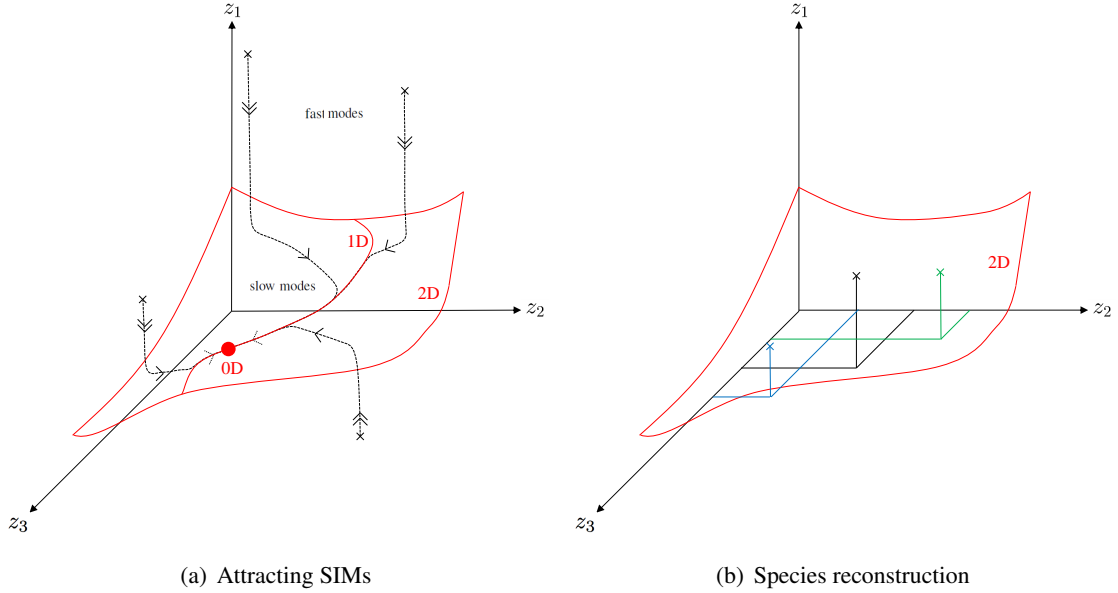 z₁
fast modes
1D
slow modes
2D
z₂
0D
z₃
(a) Attracting SIMs
z₁
2D
z₂
z₃
(b) Species reconstruction